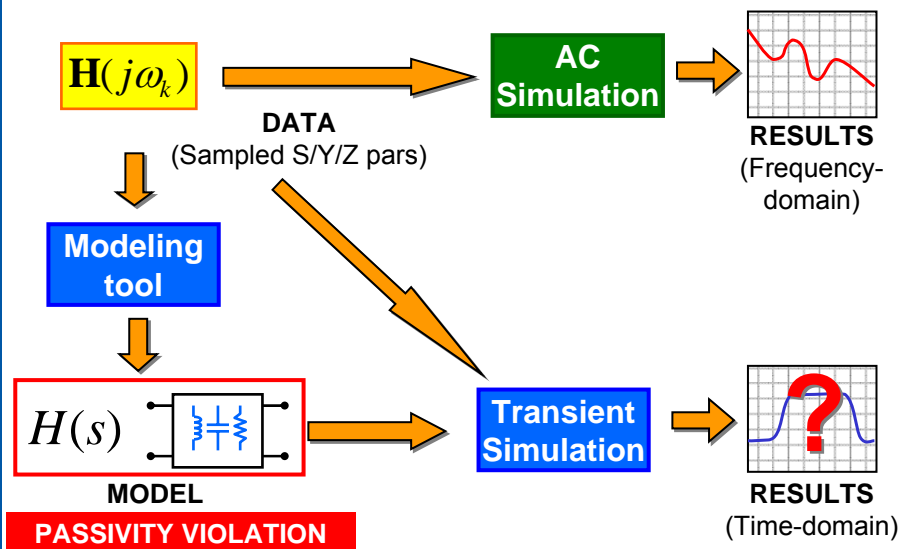 H(jω_k)
AC
Simulation
DATA
(Sampled S/Y/Z pars)
RESULTS
(Frequency-
domain)
Modeling
tool
H(s)
Transient
Simulation
?
MODEL
RESULTS
(Time-domain)
PASSIVITY VIOLATION